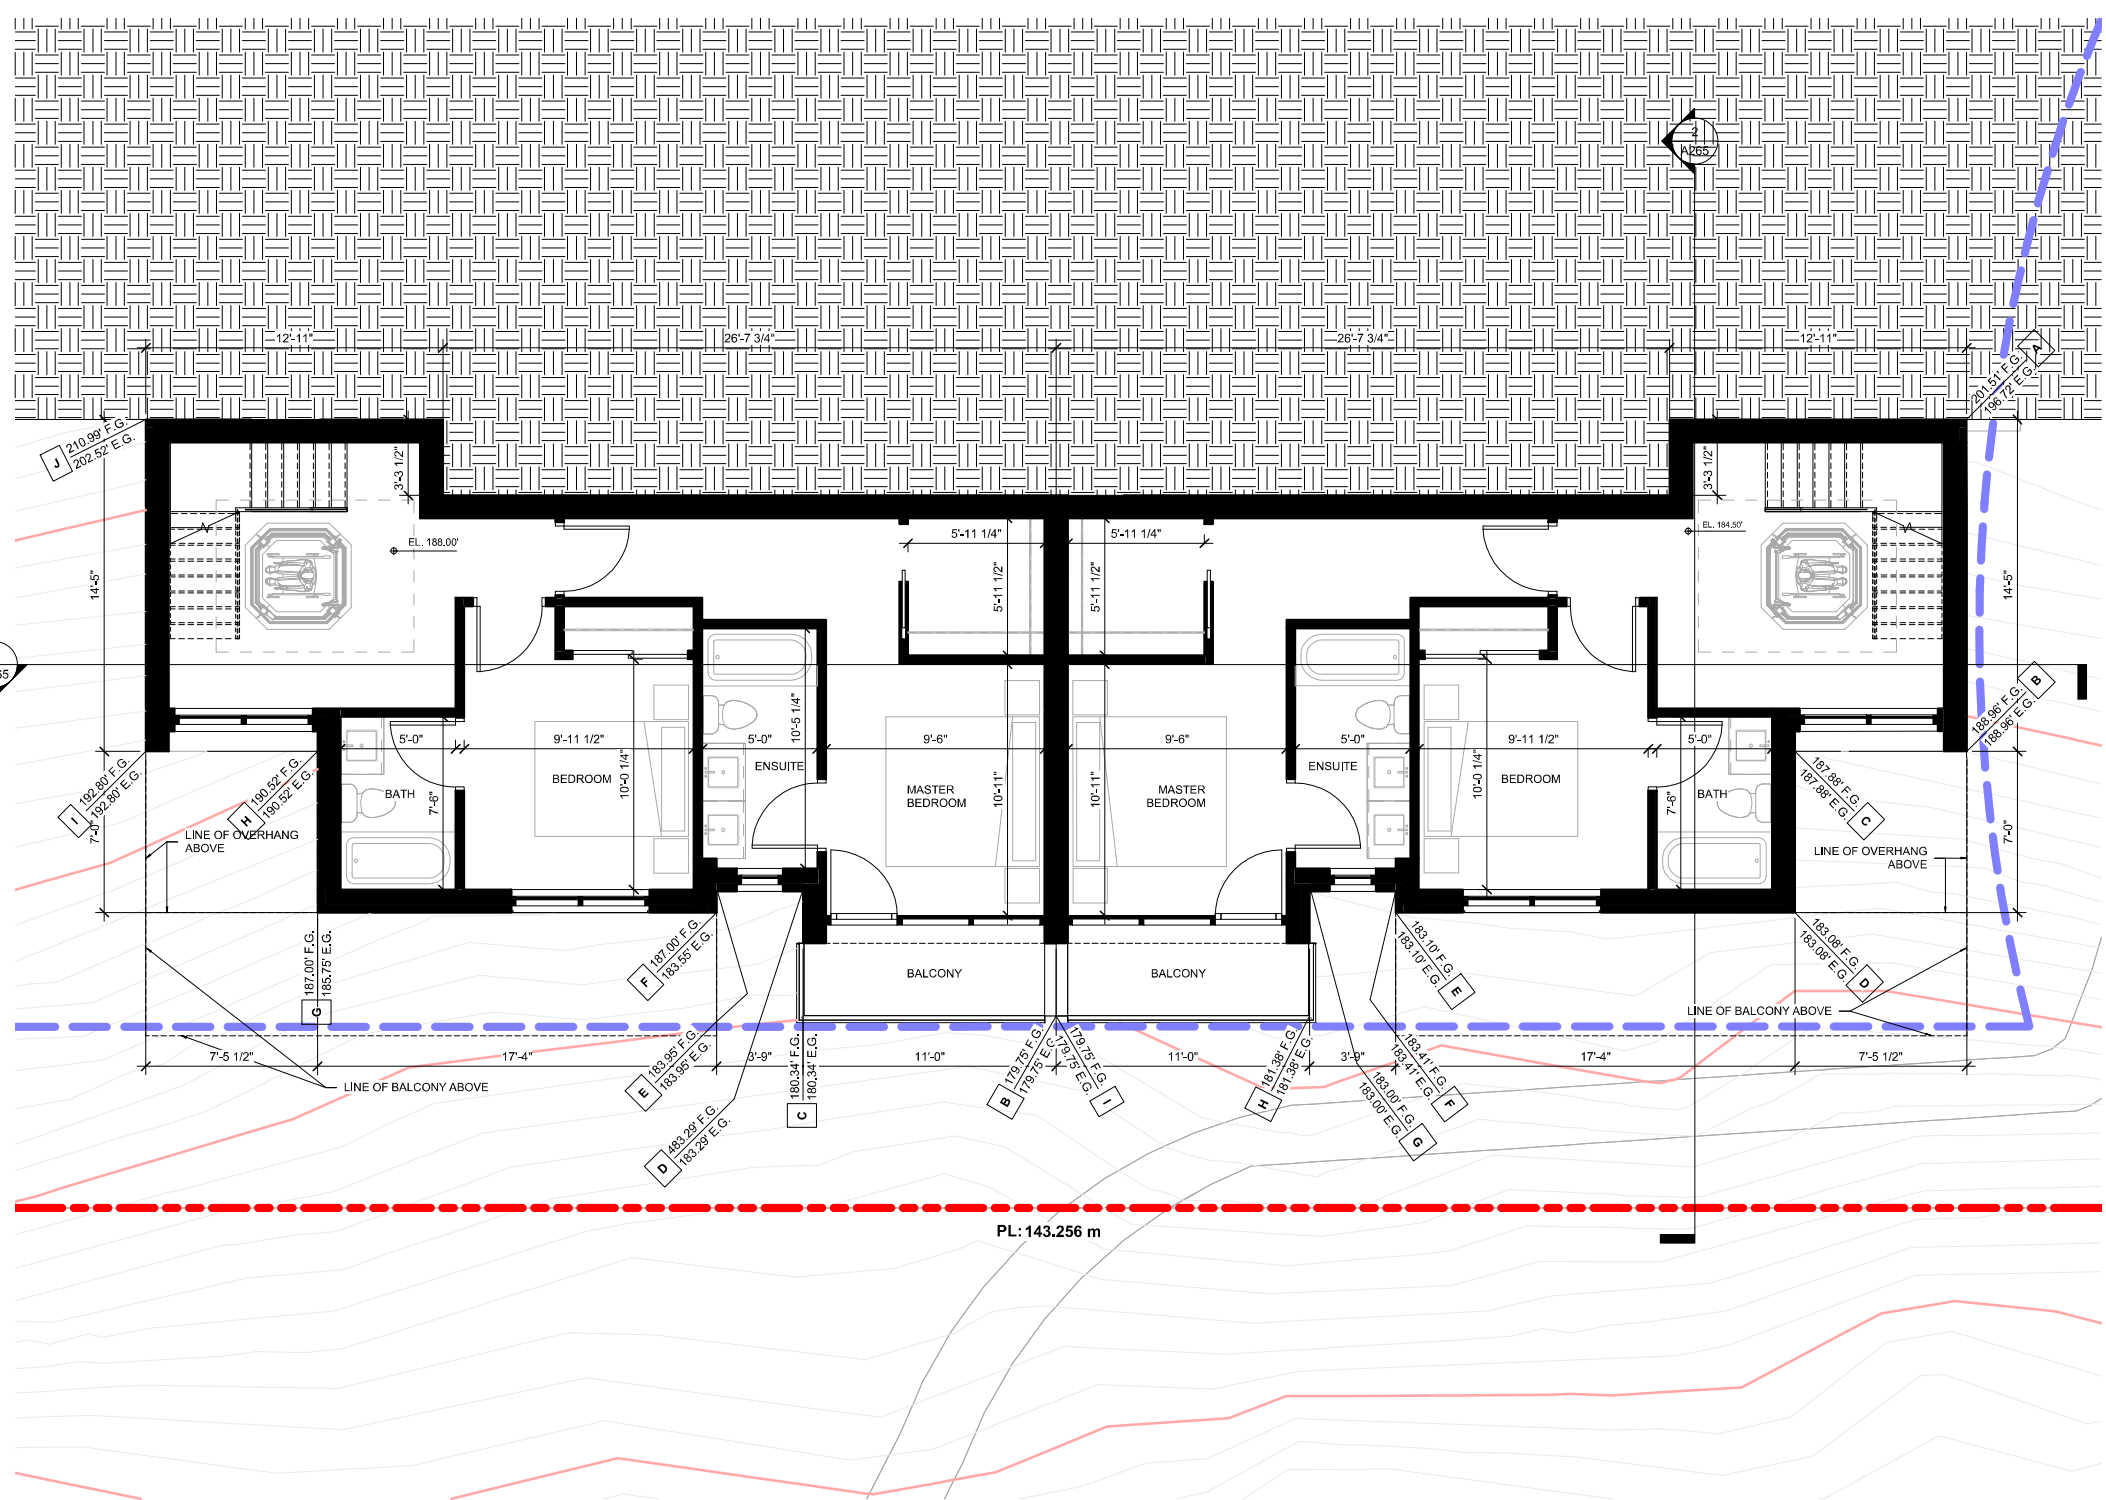 2
A265
12'-11"
26'-7 3/4"
26'-7 3/4"
12'-11"
A
201.51' F.G.
196.72' E.G.
J
210.99' F.G.
202.52' E.G.
3'-3 1/2"
3'-3 1/2"
EL. 188.00'
5'-11 1/4"
5'-11 1/4"
EL. 184.50'
14'-5"
5'-11 1/2"
5'-11 1/2"
14'-5"
65
B
188.96' F.G.
188.96' E.G.
5'-0"
9'-11 1/2"
5'-0"
10'-5 1/4"
9'-6"
9'-6"
5'-0"
9'-11 1/2"
5'-0"
BEDROOM
10'-0 1/4"
ENSUITE
ENSUITE
10'-0 1/4"
BEDROOM
BATH
7'-6"
MASTER
BEDROOM
10'-11"
10'-11"
MASTER
BEDROOM
7'-6"
BATH
I
192.80' F.G.
192.80' E.G.
H
190.52' F.G.
190.52' E.G.
187.88' F.G.
187.88' E.G.
C
7'-0"
7'-0"
LINE OF OVERHANG
ABOVE
LINE OF OVERHANG
ABOVE
187.00' F.G.
185.75' E.G.
G
F
187.00' F.G.
183.55' E.G.
BALCONY
BALCONY
183.10' F.G.
183.10' E.G.
E
183.08' F.G.
183.08' E.G.
D
LINE OF BALCONY ABOVE
7'-5 1/2"
17'-4"
3'-9"
11'-0"
11'-0"
3'-9"
17'-4"
7'-5 1/2"
LINE OF BALCONY ABOVE
E
183.95' F.G.
183.95' E.G.
D
483.29' F.G.
183.29' E.G.
180.34' F.G.
180.34' E.G.
C
B
179.75' F.G.
179.75' E.G.
179.75' F.G.
179.75' E.G.
I
H
181.38' F.G.
181.38' E.G.
183.41' F.G.
183.41' E.G.
F
183.00' F.G.
183.00' E.G.
G
PL: 143.256 m